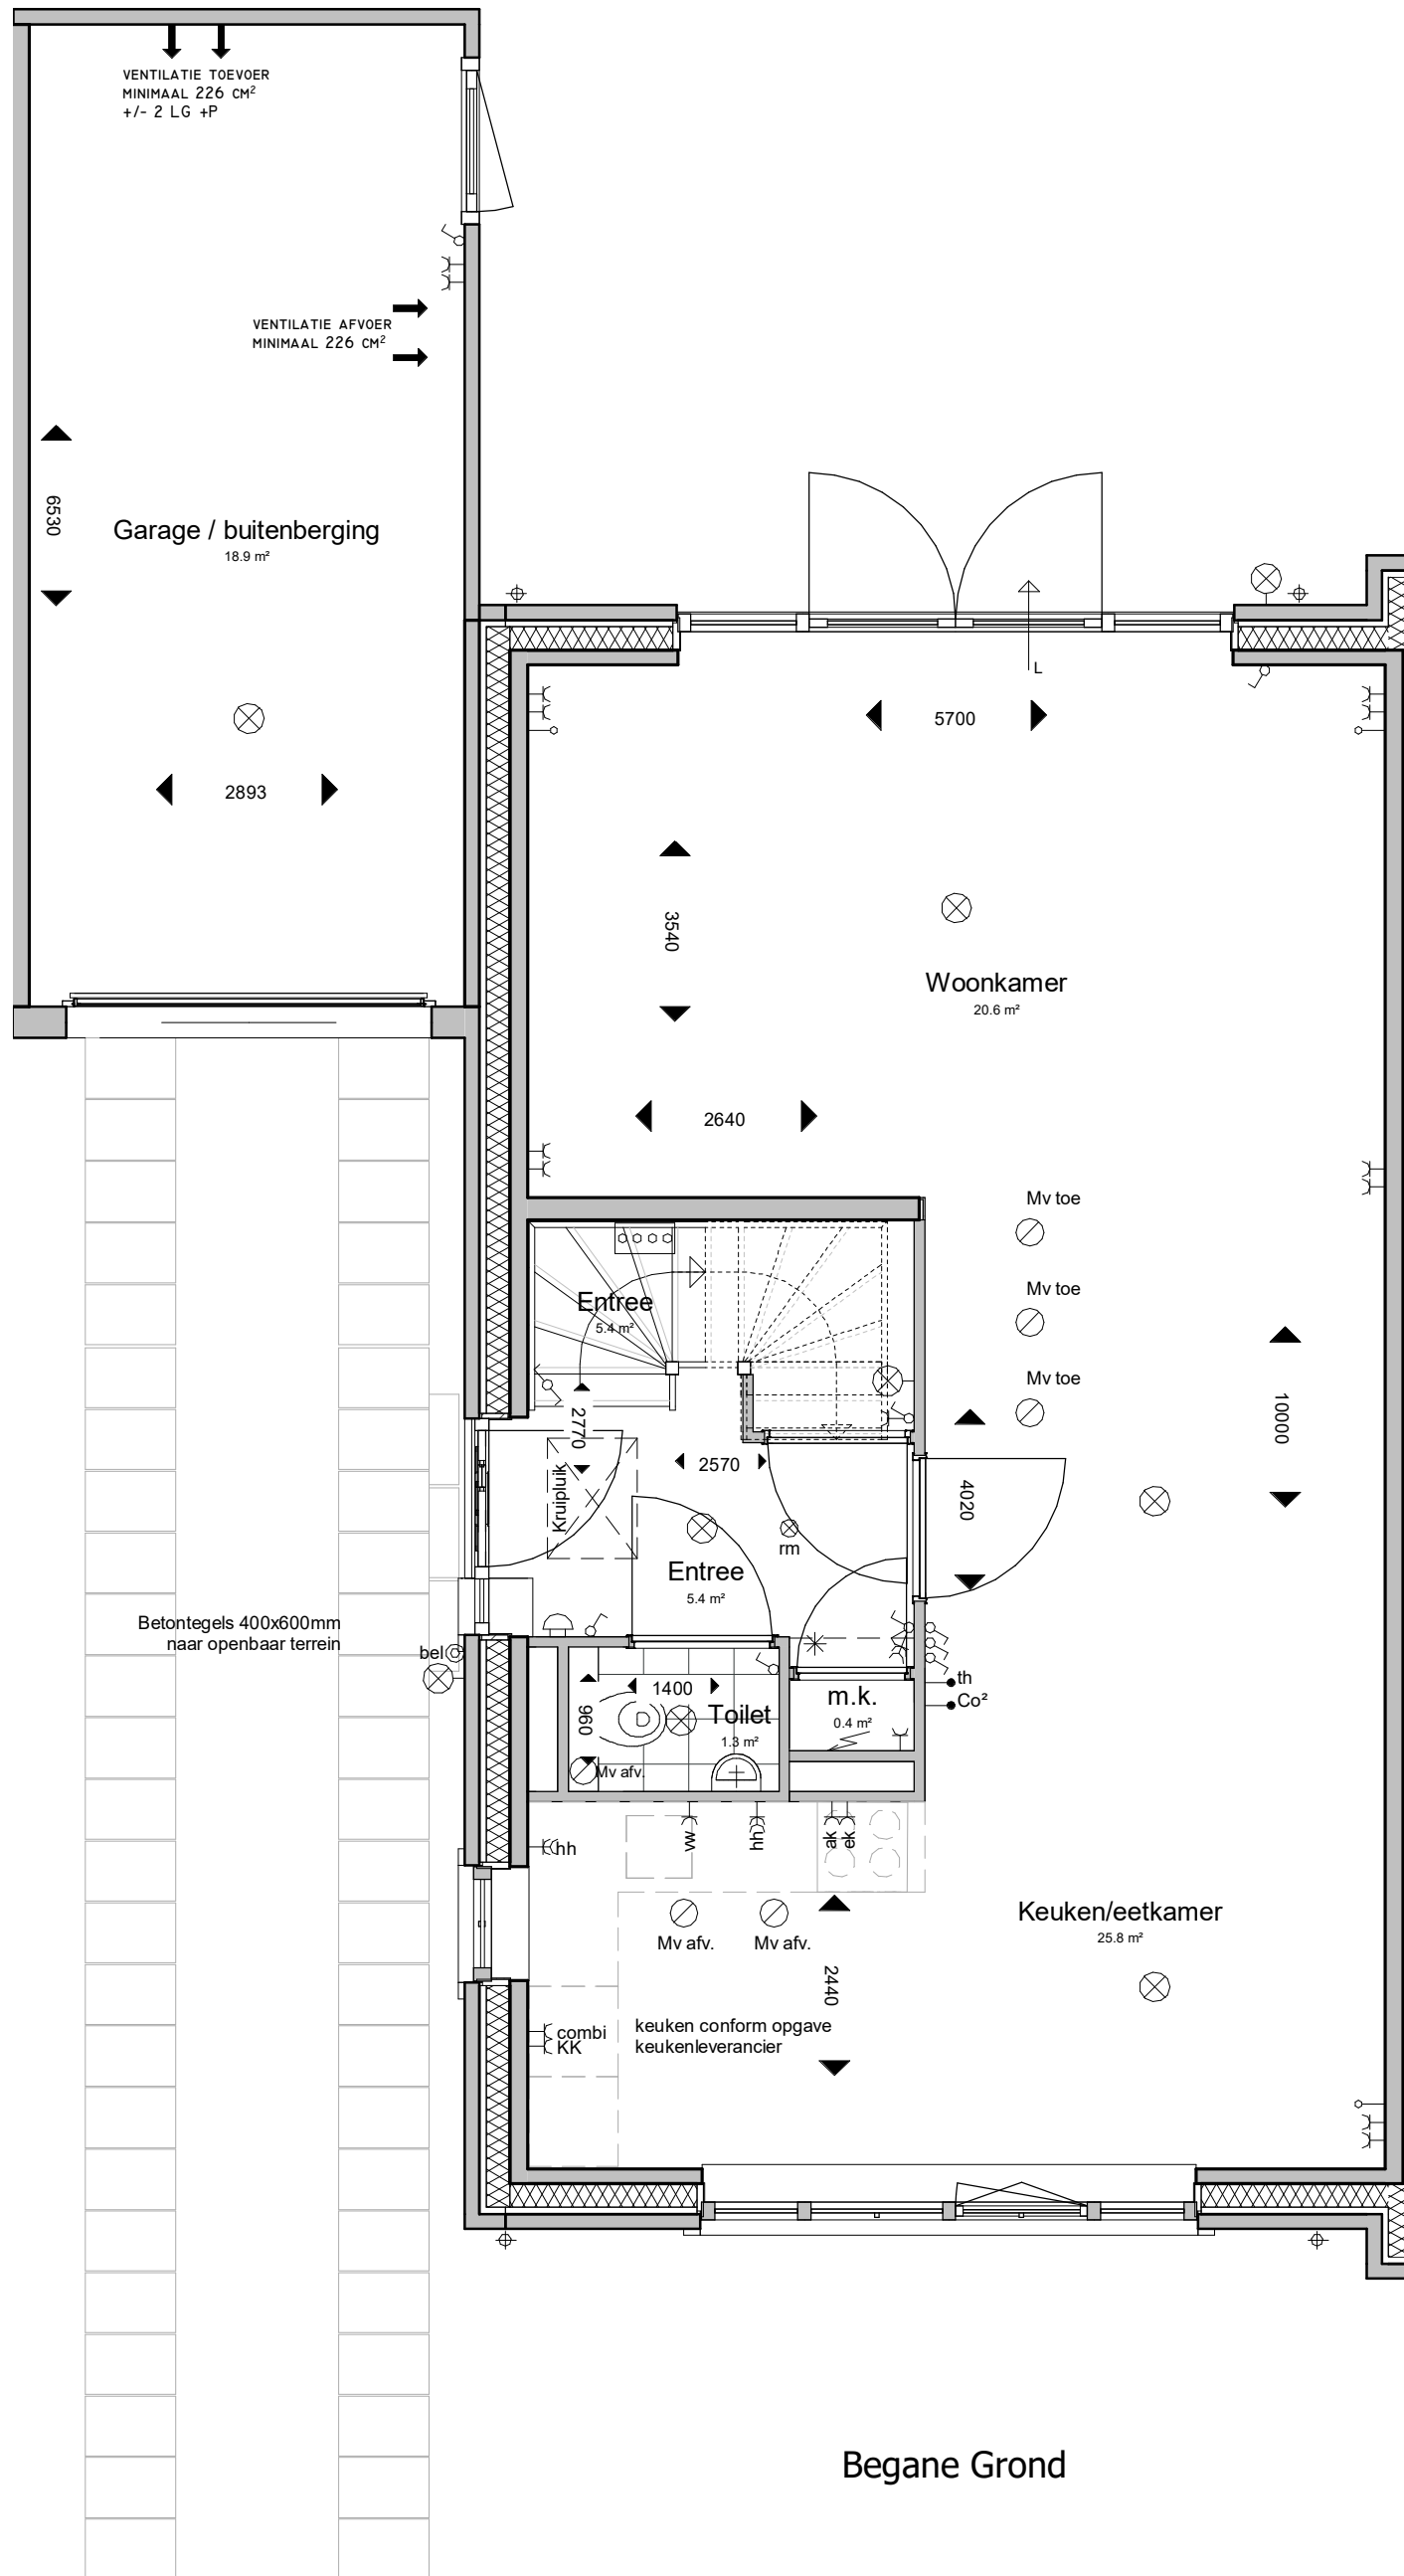 VENTILATIE TOEVOER
MINIMAAL 226 CM²
+/- 2 LG +P
VENTILATIE AFVOER
MINIMAAL 226 CM²
6530
Garage / buitenberging
18.9 m²
2893
L
5700
3540
Woonkamer
20.6 m²
2640
Mv toe
Mv toe
Mv toe
Entree
5.4 m²
2770
Kruipluik
2570
4020
10000
rm
Entree
5.4 m²
Betontegels 400x600mm
naar openbaar terrein
bel
1400
960
Toilet
1.3 m²
Mv afv.
m.k.
0.4 m²
th
Co²
hh
vw
hh
ak
ek
Mv afv.
Mv afv.
2440
Keuken/eetkamer
25.8 m²
combi
KK
keuken conform opgave
keukenleverancier
Begane Grond